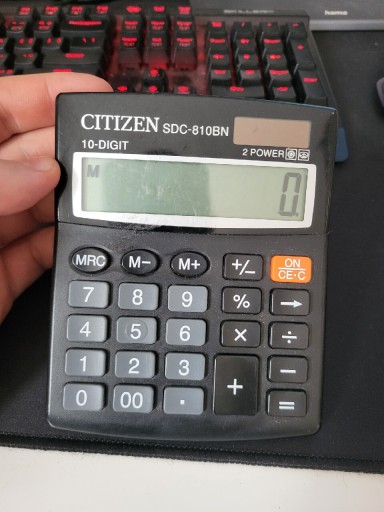 hama
CITIZEN SDC-810BN
10-DIGIT
2 POWER
M
0.
MRC M− M+ +/− ON CE·C
7 8 9 % →
4 5 6 × ÷
1 2 3 + −
0 00 · =